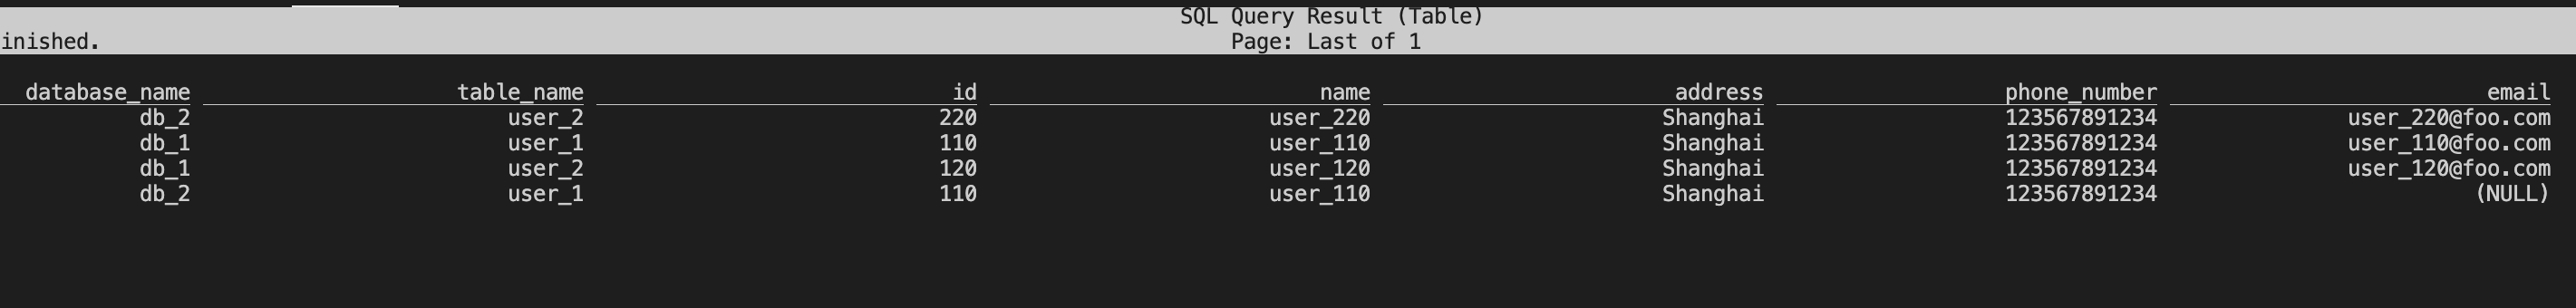 SQL Query Result (Table)
inished. Page: Last of 1
database_name table_name id name address phone_number email
db_2 user_2 220 user_220 Shanghai 123567891234 user_220@foo.com
db_1 user_1 110 user_110 Shanghai 123567891234 user_110@foo.com
db_1 user_2 120 user_120 Shanghai 123567891234 user_120@foo.com
db_2 user_1 110 user_110 Shanghai 123567891234 (NULL)